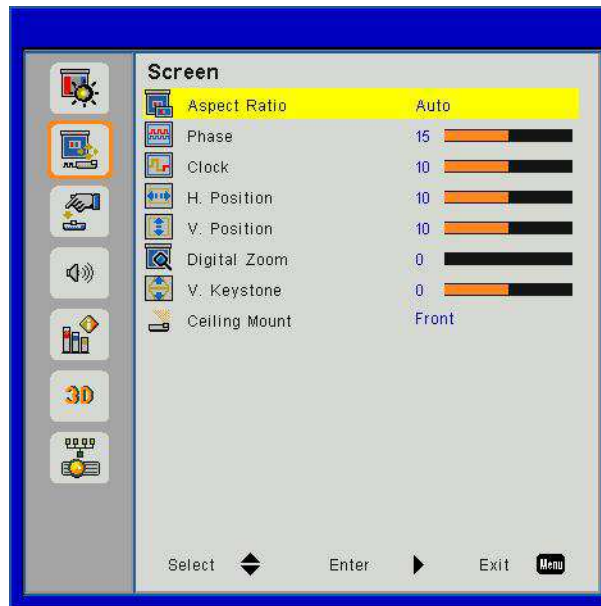 Screen
Aspect Ratio Auto
Phase 15
Clock 10
H. Position 10
V. Position 10
Digital Zoom 0
V. Keystone 0
Ceiling Mount Front
3D
Select Enter Exit Menu